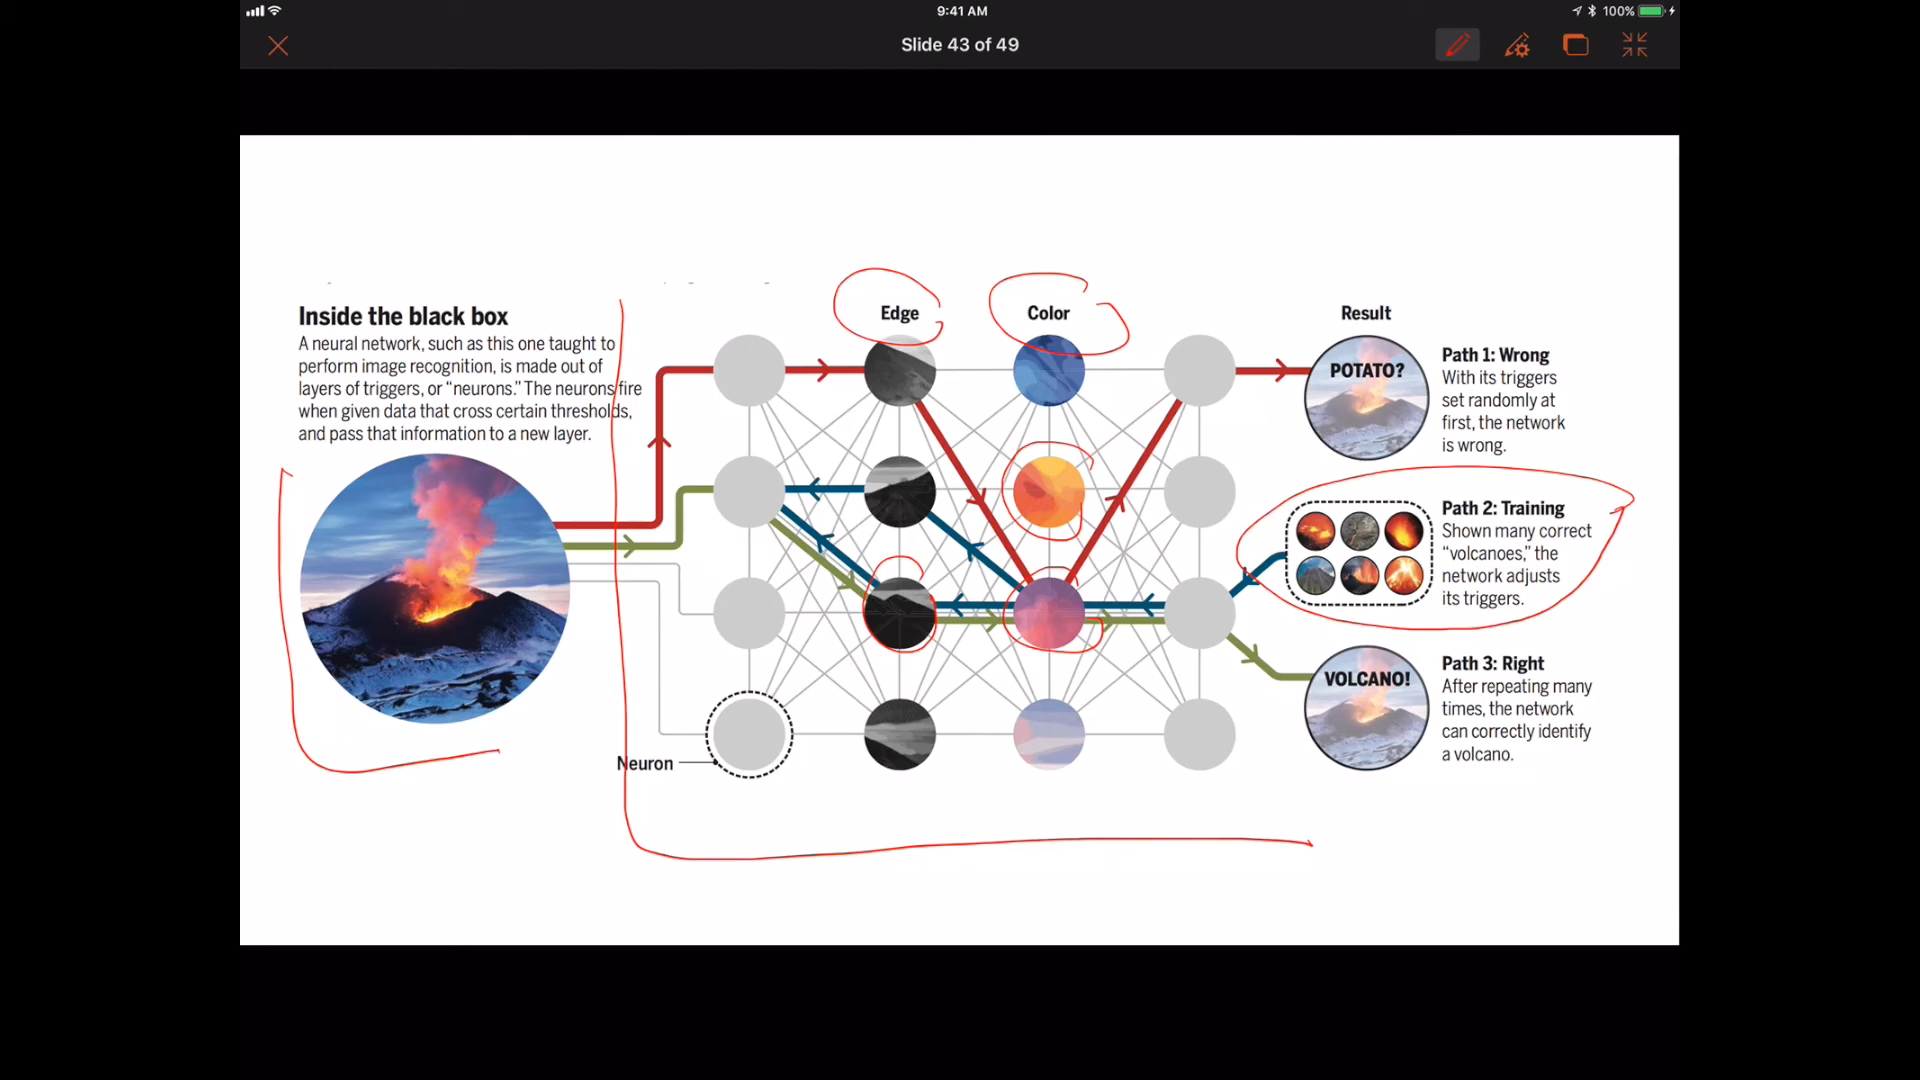 9:41 AM
100%
Slide 43 of 49
Inside the black box
A neural network, such as this one taught to
perform image recognition, is made out of
layers of triggers, or “neurons.” The neurons fire
when given data that cross certain thresholds,
and pass that information to a new layer.
Neuron
Edge
Color
Result
POTATO?
Path 1: Wrong
With its triggers
set randomly at
first, the network
is wrong.
Path 2: Training
Shown many correct
“volcanoes,” the
network adjusts
its triggers.
VOLCANO!
Path 3: Right
After repeating many
times, the network
can correctly identify
a volcano.